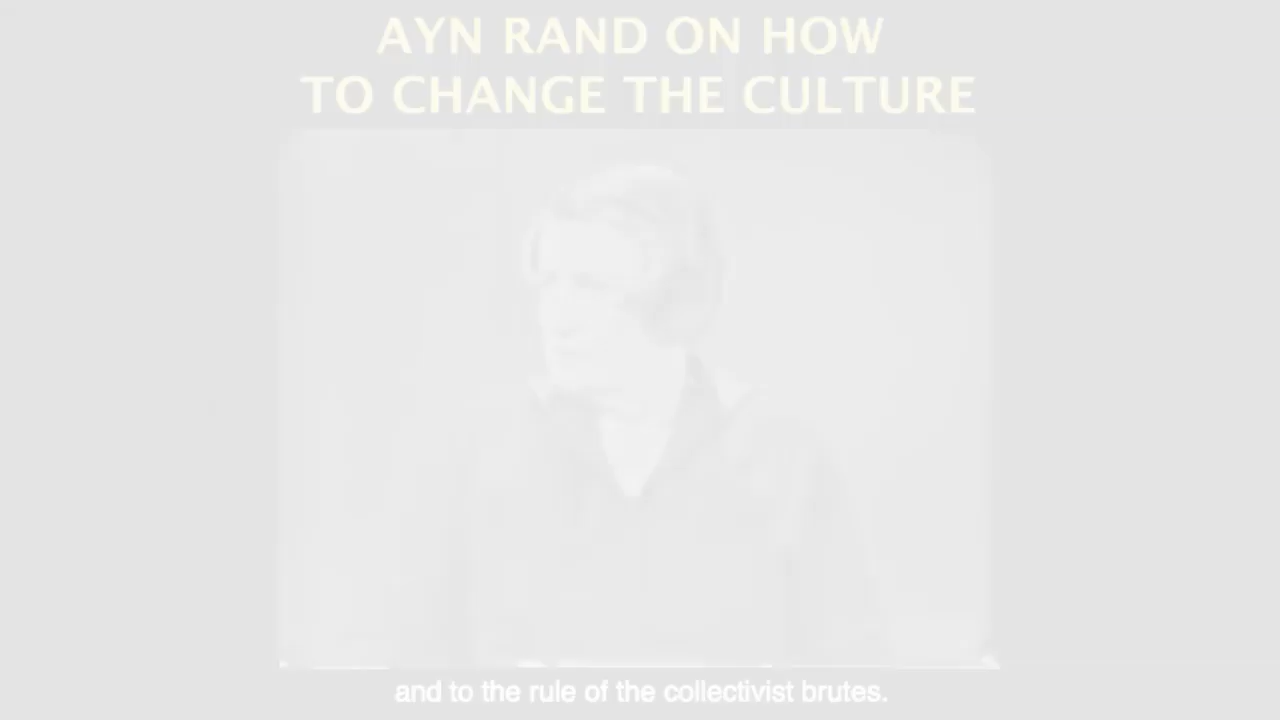 AYN RAND ON HOW
TO CHANGE THE CULTURE
and to the rule of the collectivist brutes.